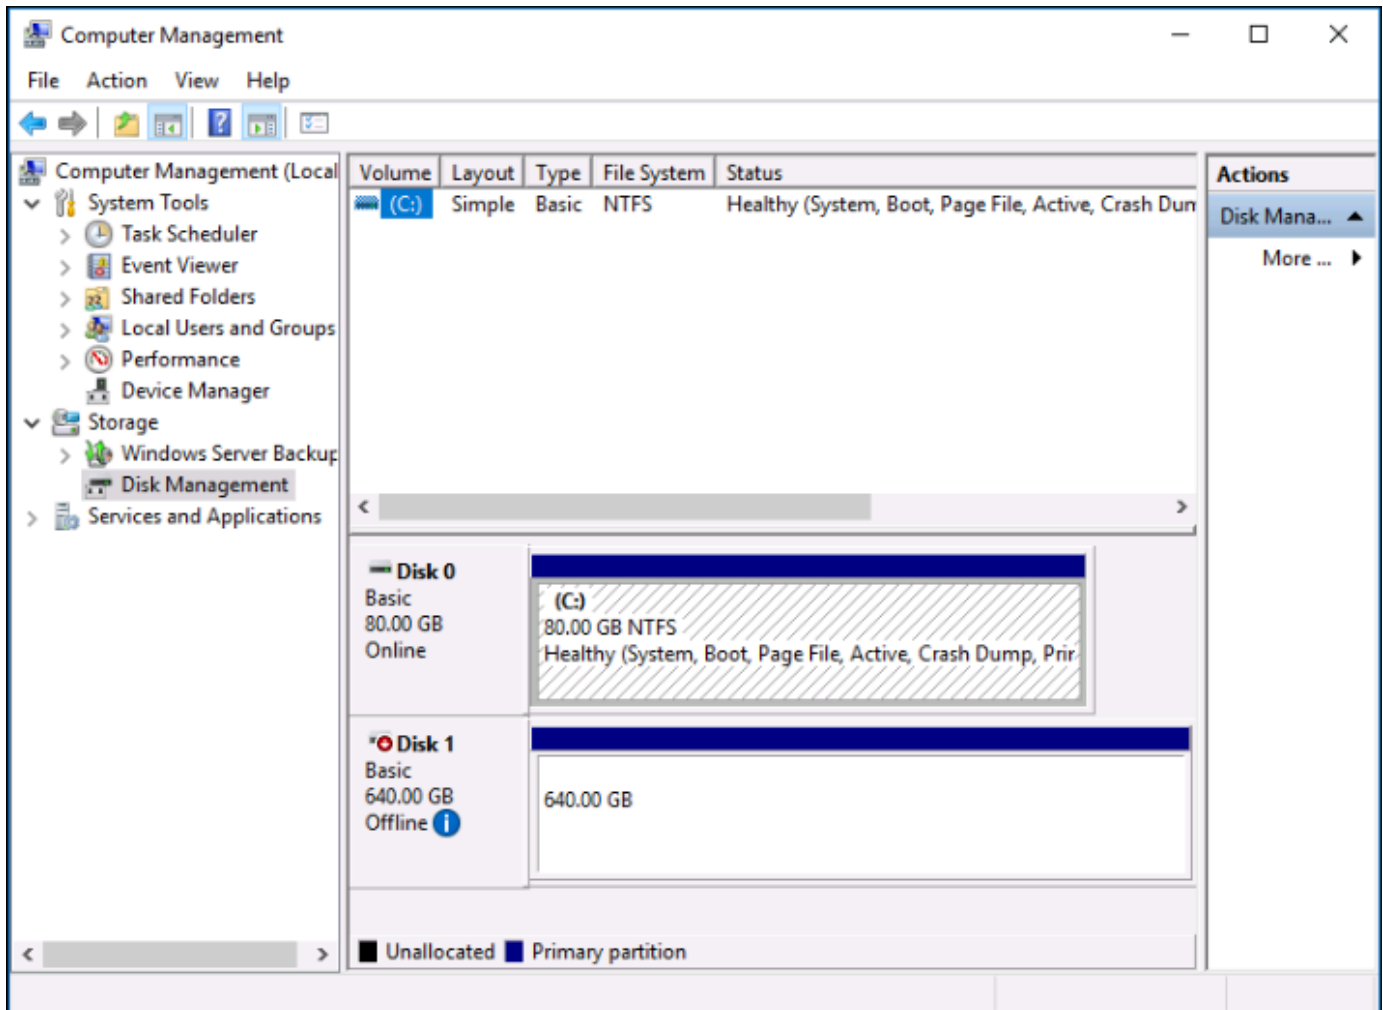 Computer Management
File Action View Help
Computer Management (Local
System Tools
Task Scheduler
Event Viewer
Shared Folders
Local Users and Groups
Performance
Device Manager
Storage
Windows Server Backup
Disk Management
Services and Applications
Volume Layout Type File System Status
(C:) Simple Basic NTFS Healthy (System, Boot, Page File, Active, Crash Dum
Disk 0
Basic
80.00 GB
Online
(C:)
80.00 GB NTFS
Healthy (System, Boot, Page File, Active, Crash Dump, Prir
Disk 1
Basic
640.00 GB
Offline
640.00 GB
Unallocated Primary partition
Actions
Disk Mana...
More ...